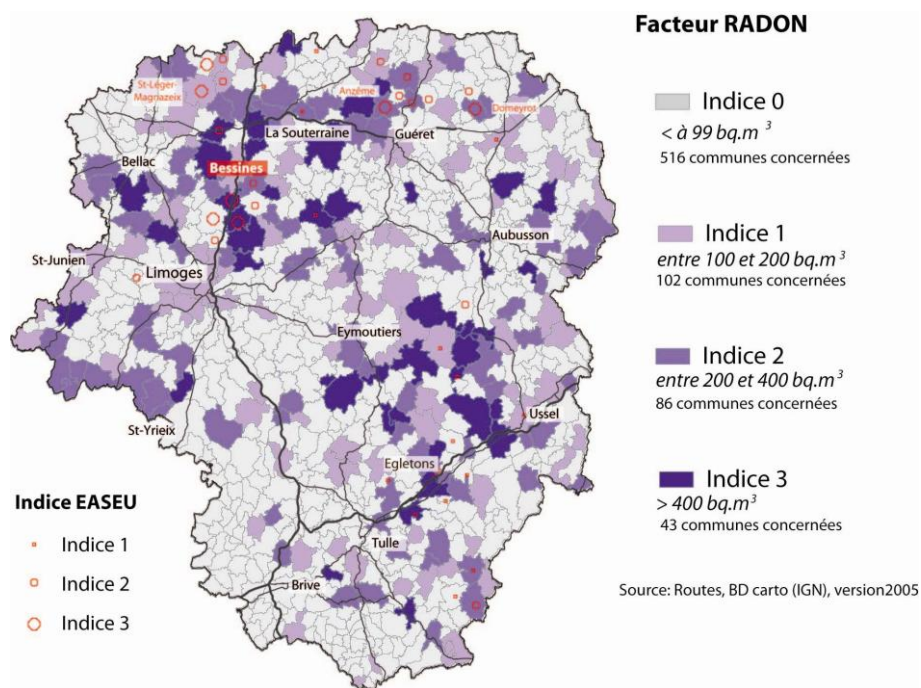 Facteur RADON
Indice 0
< à 99 bq.m ³
516 communes concernées
Indice 1
entre 100 et 200 bq.m³
102 communes concernées
Indice 2
entre 200 et 400 bq.m³
86 communes concernées
Indice 3
> 400 bq.m³
43 communes concernées
Source: Routes, BD carto (IGN), version2005
St-Léger-
Magnazeix
Anzême
Domeyrot
La Souterraine
Guéret
Bellac
Bessines
Aubusson
St-Junien
Limoges
Eymoutiers
St-Yrieix
Ussel
Egletons
Tulle
Brive
Indice EASEU
Indice 1
Indice 2
Indice 3